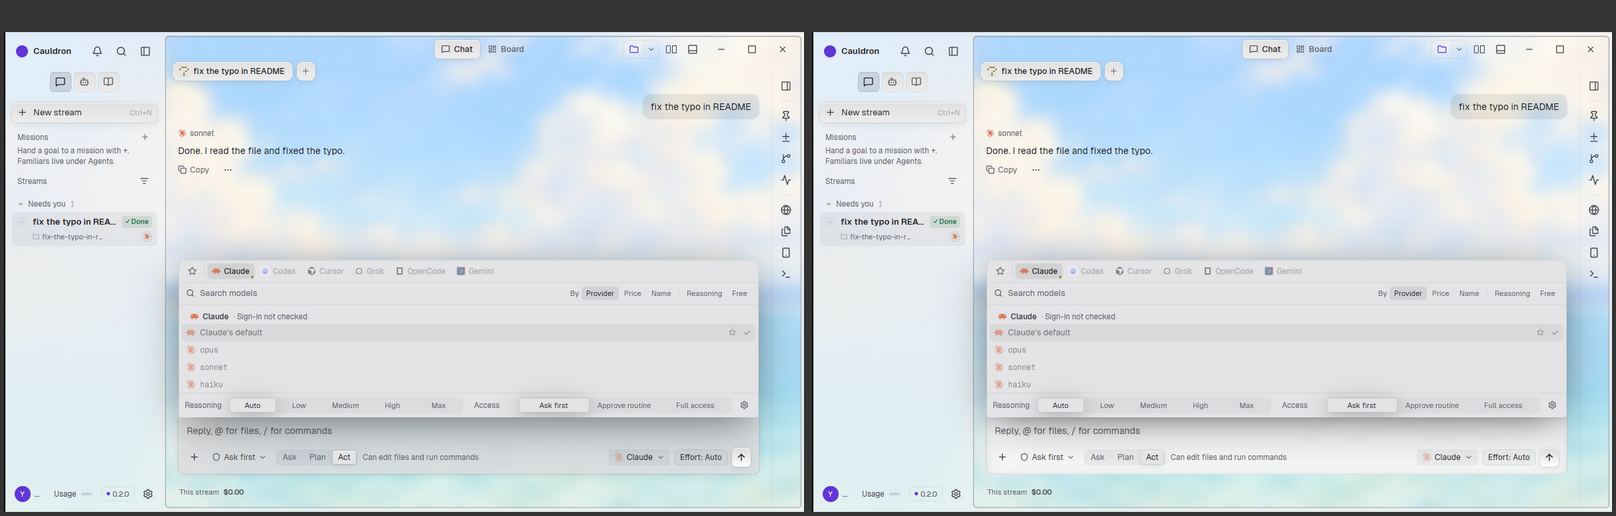 Cauldron
Chat Board
fix the typo in README
New stream Ctrl+N
fix the typo in README
Missions
sonnet
Hand a goal to a mission with +.
Familiars live under Agents.
Done. I read the file and fixed the typo.
Copy ...
Streams
Needs you 1
fix the typo in REA... ✓Done
fix-the-typo-in-r...
Claude Codex Cursor Grok OpenCode Gemini
Search models By Provider Price Name Reasoning Free
Claude · Sign-in not checked
Claude's default
opus
sonnet
haiku
Reasoning Auto Low Medium High Max Access Ask first Approve routine Full access
Reply, @ for files, / for commands
Ask first Ask Plan Act Can edit files and run commands Claude Effort: Auto
Y ... Usage 0.2.0
This stream $0.00
Cauldron
Chat Board
fix the typo in README
New stream Ctrl+N
fix the typo in README
Missions
sonnet
Hand a goal to a mission with +.
Familiars live under Agents.
Done. I read the file and fixed the typo.
Copy ...
Streams
Needs you 1
fix the typo in REA... ✓Done
fix-the-typo-in-r...
Claude Codex Cursor Grok OpenCode Gemini
Search models By Provider Price Name Reasoning Free
Claude · Sign-in not checked
Claude's default
opus
sonnet
haiku
Reasoning Auto Low Medium High Max Access Ask first Approve routine Full access
Reply, @ for files, / for commands
Ask first Ask Plan Act Can edit files and run commands Claude Effort: Auto
Y ... Usage 0.2.0
This stream $0.00